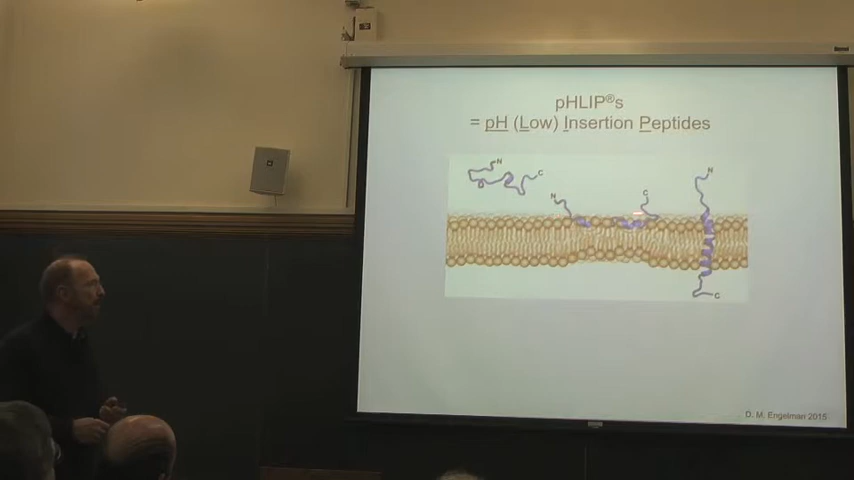 pHLIP®s
= pH (Low) Insertion Peptides
N
C
N
C
N
C
D. M. Engelman 2015